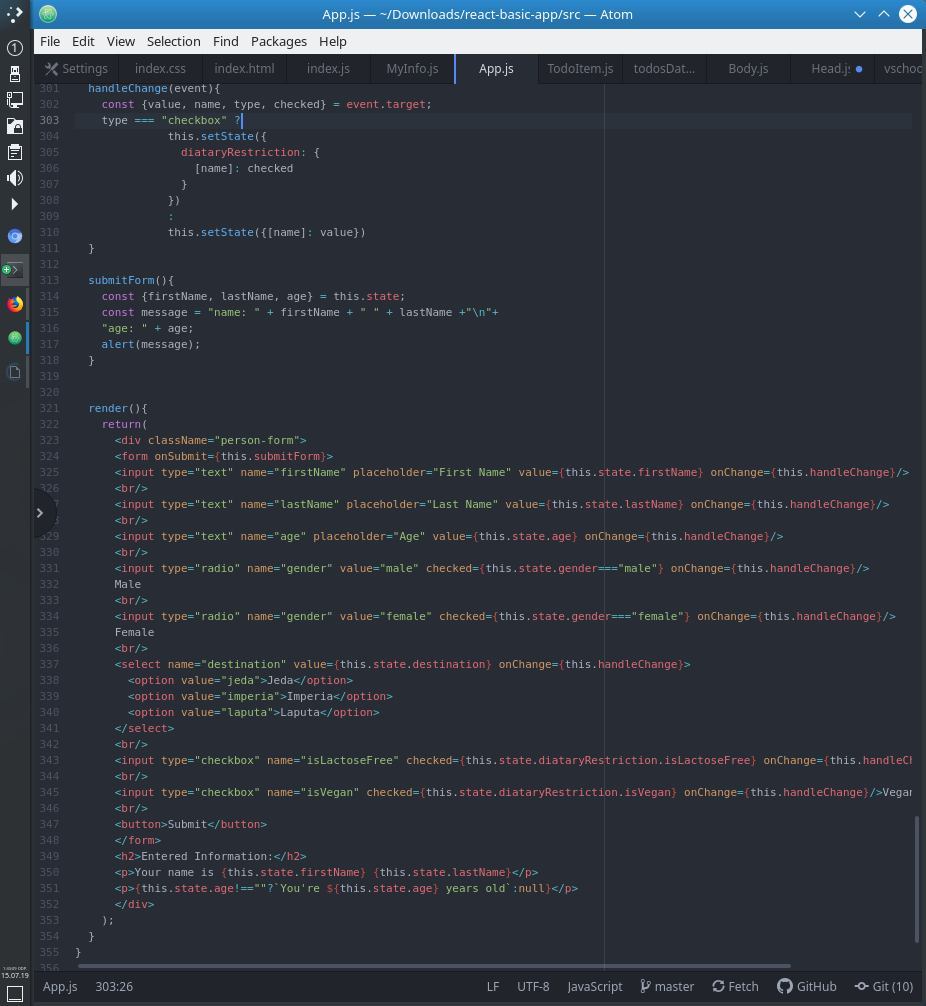 App.js — ~/Downloads/react-basic-app/src — Atom
File Edit View Selection Find Packages Help
Settings index.css index.html index.js MyInfo.js App.js TodoItem.js todosDat... Body.js Head.js vschoo
301 handleChange(event){
302 const {value, name, type, checked} = event.target;
303 type === "checkbox" ?
304 this.setState({
305 diataryRestriction: {
306 [name]: checked
307 }
308 })
309 :
310 this.setState({[name]: value})
311 }
312
313 submitForm(){
314 const {firstName, lastName, age} = this.state;
315 const message = "name: " + firstName + " " + lastName +"\n"+
316 "age: " + age;
317 alert(message);
318 }
319
320
321 render(){
322 return(
323 <div className="person-form">
324 <form onSubmit={this.submitForm}>
325 <input type="text" name="firstName" placeholder="First Name" value={this.state.firstName} onChange={this.handleChange}/>
326 <br/>
<input type="text" name="lastName" placeholder="Last Name" value={this.state.lastName} onChange={this.handleChange}/>
<br/>
329 <input type="text" name="age" placeholder="Age" value={this.state.age} onChange={this.handleChange}/>
330 <br/>
331 <input type="radio" name="gender" value="male" checked={this.state.gender==="male"} onChange={this.handleChange}/>
332 Male
333 <br/>
334 <input type="radio" name="gender" value="female" checked={this.state.gender==="female"} onChange={this.handleChange}/>
335 Female
336 <br/>
337 <select name="destination" value={this.state.destination} onChange={this.handleChange}>
338 <option value="jeda">Jeda</option>
339 <option value="imperia">Imperia</option>
340 <option value="laputa">Laputa</option>
341 </select>
342 <br/>
343 <input type="checkbox" name="isLactoseFree" checked={this.state.diataryRestriction.isLactoseFree} onChange={this.handleCh
344 <br/>
345 <input type="checkbox" name="isVegan" checked={this.state.diataryRestriction.isVegan} onChange={this.handleChange}/>Vegan
346 <br/>
347 <button>Submit</button>
348 </form>
349 <h2>Entered Information:</h2>
350 <p>Your name is {this.state.firstName} {this.state.lastName}</p>
351 <p>{this.state.age!==""?`You're ${this.state.age} years old`:null}</p>
352 </div>
353 );
354 }
355 }
356
15.07.19
App.js 303:26 LF UTF-8 JavaScript master Fetch GitHub Git (10)